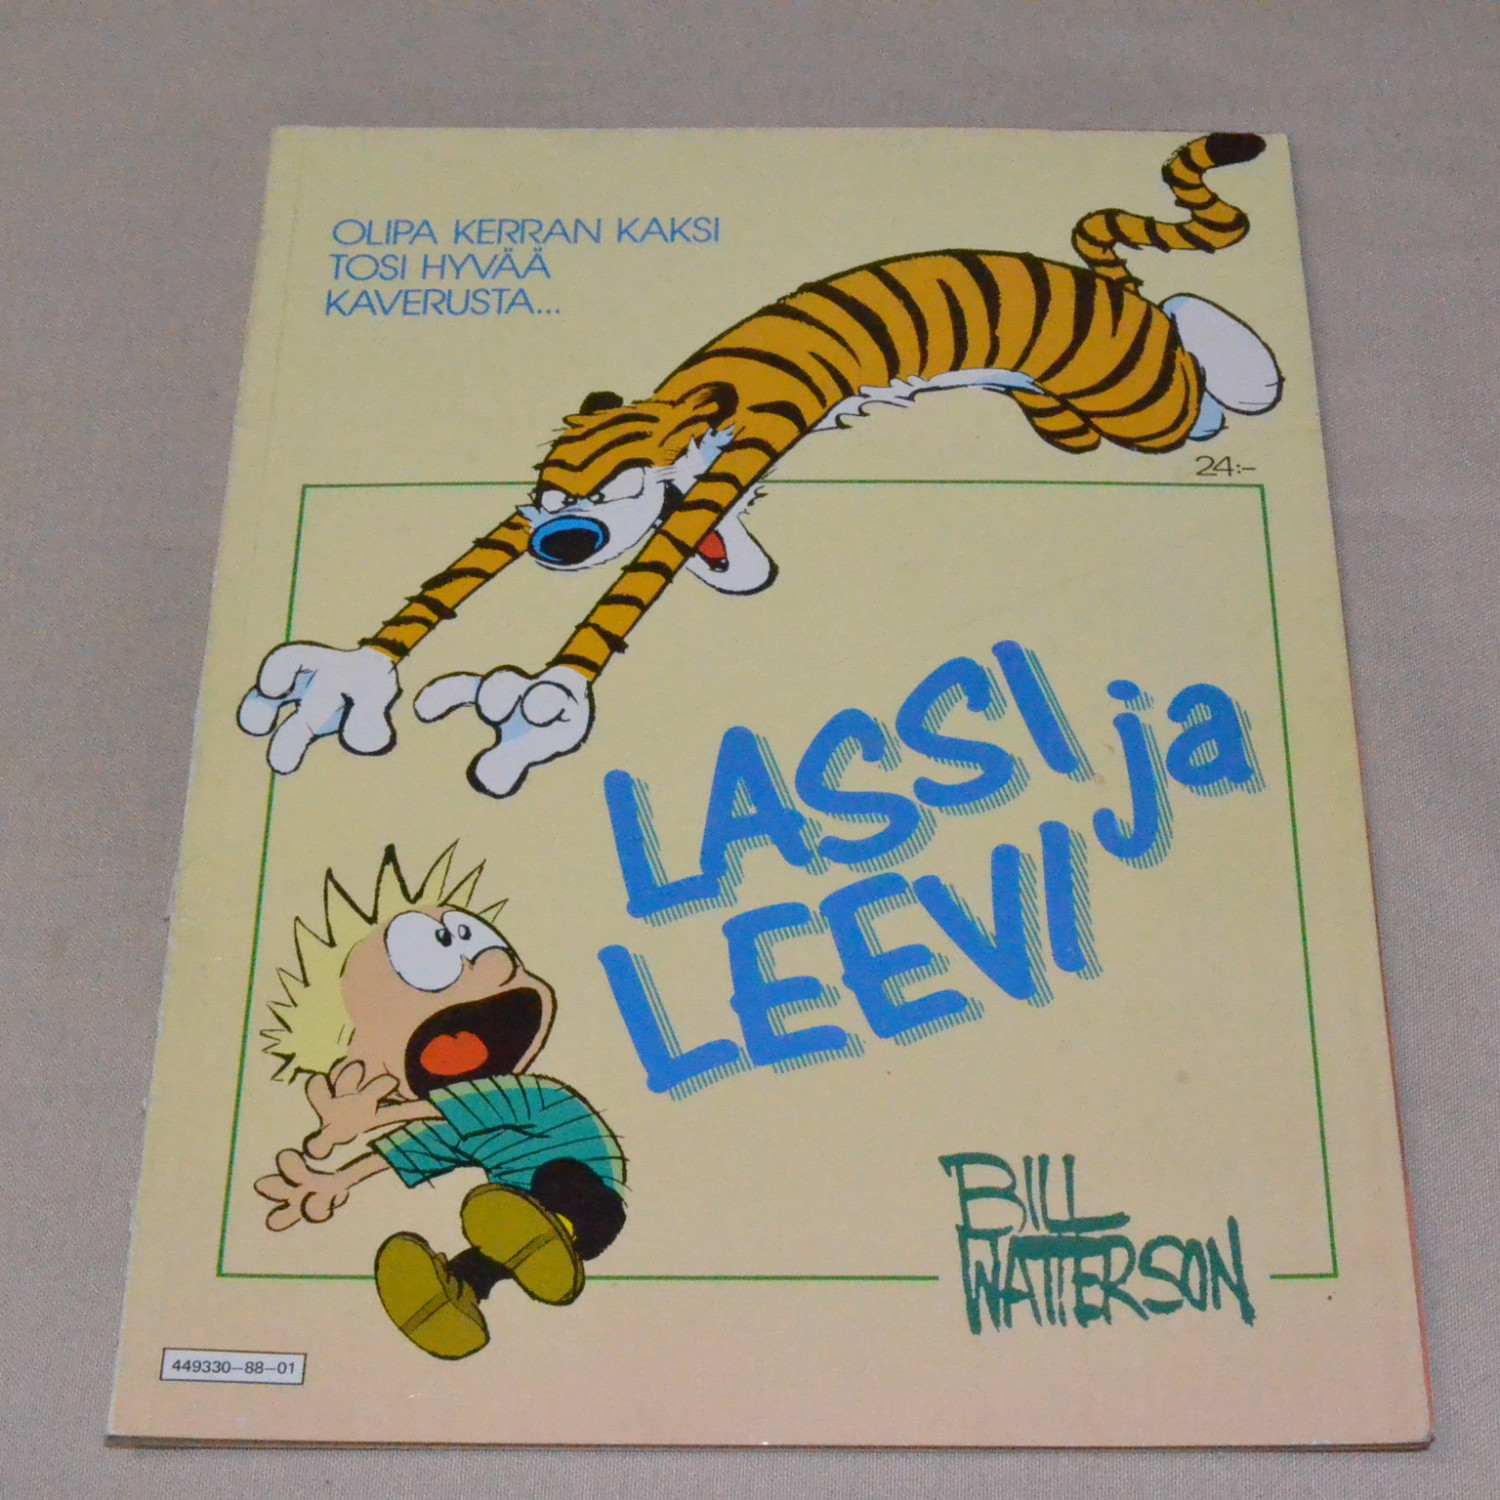 OLIPA KERRAN KAKSI
TOSI HYVÄÄ
KAVERUSTA...
24:-
LASSI ja
LEEVI
BILL
WATTERSON
449330-88-01